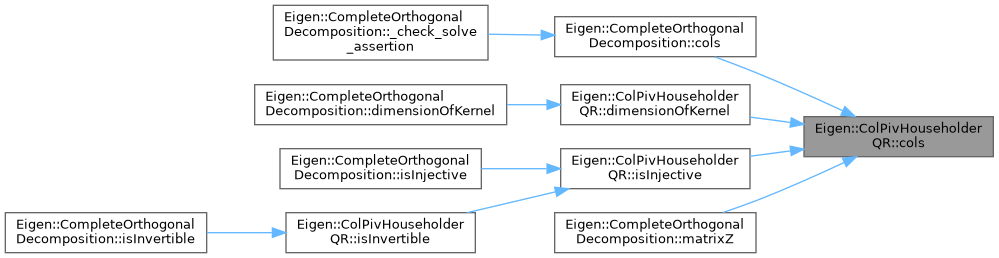 Eigen::CompleteOrthogonal
Decomposition::_check_solve
_assertion
Eigen::CompleteOrthogonal
Decomposition::cols
Eigen::CompleteOrthogonal
Decomposition::dimensionOfKernel
Eigen::ColPivHouseholder
QR::dimensionOfKernel
Eigen::ColPivHouseholder
QR::cols
Eigen::CompleteOrthogonal
Decomposition::isInjective
Eigen::ColPivHouseholder
QR::isInjective
Eigen::CompleteOrthogonal
Decomposition::isInvertible
Eigen::ColPivHouseholder
QR::isInvertible
Eigen::CompleteOrthogonal
Decomposition::matrixZ